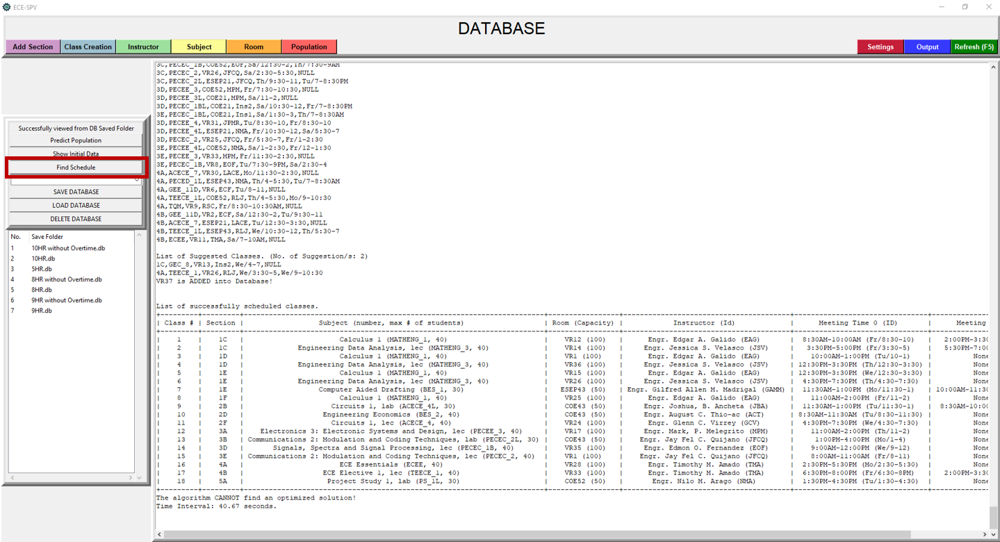 ECE-SPV
DATABASE
Add Section Class Creation Instructor Subject Room Population Settings Output Refresh (F5)
Successfully viewed from DB Saved Folder
Predict Population
Show Initial Data
Find Schedule
SAVE DATABASE
LOAD DATABASE
DELETE DATABASE
No. Save Folder
1 10HR without Overtime.db
2 10HR.db
3 5HR.db
4 8HR without Overtime.db
5 8HR.db
6 9HR without Overtime.db
7 9HR.db
3C,PECEC_1B,COE52,EOF,Sa/12:30-2,Th/7:30-9AM
3C,PECEC_2,VR26,JFCQ,Sa/2:30-5:30,NULL
3C,PECEC_2L,ESEP21,JFCQ,Th/9:30-11,Tu/7-8:30PM
3D,PECEE_3,COE52,MPM,Fr/7:30-10:30,NULL
3D,PECEE_3L,COE21,MPM,Sa/11-2,NULL
3D,PECEC_1BL,COE21,Ins2,Sa/10:30-12,Fr/7-8:30PM
3E,PECEC_1BL,COE21,Ins1,Sa/1:30-3,Th/7-8:30AM
3D,PECEE_4,VR31,JPMR,Tu/8:30-10,Fr/8:30-10
3D,PECEE_4L,ESEP21,NMA,Fr/10:30-12,Sa/5:30-7
3D,PECEC_2,VR25,JFCQ,Fr/5:30-7,Fr/1-2:30
3E,PECEE_4L,COE52,NMA,Sa/1-2:30,Fr/12-1:30
3E,PECEE_3,VR33,MPM,Fr/11:30-2:30,NULL
3E,PECEC_1B,VR8,EOF,Tu/7:30-9PM,Sa/2:30-4
4A,ACECE_7,VR30,LACE,Mo/11:30-2:30,NULL
4A,PECED_1L,ESEP43,NMA,Th/4-5:30,Tu/7-8:30AM
4A,GEE_11D,VR6,ECF,Tu/8-11,NULL
4A,TEECE_1L,COE52,RLJ,Th/4-5:30,Mo/9-10:30
4A,TQM,VR9,RSC,Fr/8:30-10:30AM,NULL
4B,GEE_11D,VR2,ECF,Sa/12:30-2,Tu/9:30-11
4B,ACECE_7,ESEP21,LACE,Tu/12:30-3:30,NULL
4B,TEECE_1L,ESEP43,RLJ,We/10:30-12,Th/5:30-7
4B,ECEE,VR11,TMA,Sa/7-10AM,NULL
List of Suggested Classes. (No. of Suggestion/s: 2)
1C,GEC_8,VR13,Ins2,We/4-7,NULL
4A,TEECE_1,VR26,RLJ,We/3:30-5,We/9-10:30
VR37 is ADDED into Database!
List of successfully scheduled classes.
| Class # | Section | Subject (number, max # of students) | Room (Capacity) | Instructor (Id) | Meeting Time 0 (ID) | Meeting
| 1 | 1C | Calculus 1 (MATHENG_1, 40) | VR12 (100) | Engr. Edgar A. Galido (EAG) | 8:30AM-10:00AM (Fr/8:30-10) | 2:00PM-3:30
| 2 | 1C | Engineering Data Analysis, lec (MATHENG_3, 40) | VR14 (100) | Engr. Jessica S. Velasco (JSV) | 3:30PM-5:00PM (Fr/3:30-5) | 5:30PM-7:00
| 3 | 1D | Calculus 1 (MATHENG_1, 40) | VR1 (100) | Engr. Edgar A. Galido (EAG) | 10:00AM-1:00PM (Tu/10-1) | None
| 4 | 1D | Engineering Data Analysis, lec (MATHENG_3, 40) | VR36 (100) | Engr. Jessica S. Velasco (JSV) | 12:30PM-3:30PM (Th/12:30-3:30) | None
| 5 | 1E | Calculus 1 (MATHENG_1, 40) | VR15 (100) | Engr. Edgar A. Galido (EAG) | 12:30PM-3:30PM (We/12:30-3:30) | None
| 6 | 1E | Engineering Data Analysis, lec (MATHENG_3, 40) | VR26 (100) | Engr. Jessica S. Velasco (JSV) | 4:30PM-7:30PM (Th/4:30-7:30) | None
| 7 | 1E | Computer Aided Drafting (BES_1, 30) | ESEP43 (50) | Engr. Gilfred Allen M. Madrigal (GAMM) | 11:30AM-1:00PM (Mo/11:30-1) | 10:00AM-11:30
| 8 | 1F | Calculus 1 (MATHENG_1, 40) | VR25 (100) | Engr. Edgar A. Galido (EAG) | 11:00AM-2:00PM (Fr/11-2) | None
| 9 | 2B | Circuits 1, lab (ACECE_4L, 30) | COE43 (50) | Engr. Joshua, B. Ancheta (JBA) | 11:30AM-1:00PM (Tu/11:30-1) | 8:30AM-10:00
| 10 | 2D | Engineering Economics (BES_2, 40) | COE43 (50) | Engr. August C. Thio-ac (ACT) | 8:30AM-11:30AM (Tu/8:30-11:30) | None
| 11 | 2F | Circuits 1, lec (ACECE_4, 40) | VR24 (100) | Engr. Glenn C. Virrey (GCV) | 4:30PM-7:30PM (We/4:30-7:30) | None
| 12 | 3A | Electronics 3: Electronic Systems and Design, lec (PECEE_3, 40) | VR17 (100) | Engr. Mark, P. Melegrito (MPM) | 11:00AM-2:00PM (Th/11-2) | None
| 13 | 3B | Communications 2: Modulation and Coding Techniques, lab (PECEC_2L, 30) | COE43 (50) | Engr. Jay Fel C. Quijano (JFCQ) | 1:00PM-4:00PM (Mo/1-4) | None
| 14 | 3D | Signals, Spectra and Signal Processing, lec (PECEC_1B, 40) | VR35 (100) | Engr. Edmon O. Fernandez (EOF) | 9:00AM-12:00PM (We/9-12) | None
| 15 | 3E | Communications 2: Modulation and Coding Techniques, lec (PECEC_2, 40) | VR1 (100) | Engr. Jay Fel C. Quijano (JFCQ) | 8:00AM-11:00AM (Fr/8-11) | None
| 16 | 4A | ECE Essentials (ECEE, 40) | VR28 (100) | Engr. Timothy M. Amado (TMA) | 2:30PM-5:30PM (Mo/2:30-5:30) | None
| 17 | 4B | ECE Elective 1, lec (TEECE_1, 40) | VR33 (100) | Engr. Timothy M. Amado (TMA) | 6:30PM-8:00PM (Fr/6:30-8PM) | 2:00PM-3:30
| 18 | 5A | Project Study 1, lab (PS_1L, 30) | COE52 (50) | Engr. Nilo M. Arago (NMA) | 1:30PM-4:30PM (Tu/1:30-4:30) | None
The algorithm CANNOT find an optimized solution!
Time Interval: 40.67 seconds.